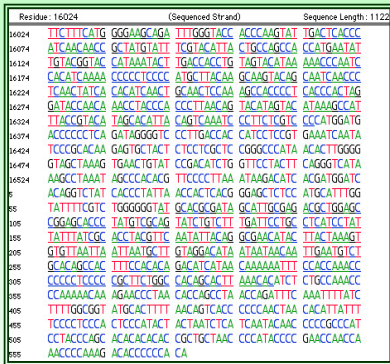 Residue: 16024 (Sequenced Strand) Sequence Length: 1122
16024 TTCTTTCATG GGGAAGCAGA TTTGGGTACC ACCCAAGTAT TGACTCACCC
16074 ATCAACAACC GCTATGTATT TCGTACATTA CTGCCAGCCA CCATGAATAT
16124 TGTACGGTAC CATAAATACT TGACCACCTG TAGTACATAA AAACCCAATC
16174 CACATCAAAA CCCCCTCCCC ATGCTTACAA GCAAGTACAG CAATCAACCC
16224 TCAACTATCA CACATCAACT GCAACTCCAA AGCCACCCCT CACCCACTAG
16274 GATACCAACA AACCTACCCA CCCTTAACAG TACATAGTAC ATAAAGCCAT
16324 TTACCGTACA TAGCACATTA CAGTCAAATC CCTTCTCGTC CCCATGGATG
16374 ACCCCCCTCA GATAGGGGTC CCTTGACCAC CATCCTCCGT GAAATCAATA
16424 TCCCGCACAA GAGTGCTACT CTCCTCGCTC CGGGCCCATA ACACTTGGGG
16474 GTAGCTAAAG TGAACTGTAT CCGACATCTG GTTCCTACTT CAGGGTCATA
16524 AAGCCTAAAT AGCCCACACG TTCCCCTTAA ATAAGACATC ACGATGGATC
5 ACAGGTCTAT CACCCTATTA ACCACTCACG GGAGCTCTCC ATGCATTTGG
55 TATTTTCGTC TGGGGGGTAT GCACGCGATA GCATTGCGAG ACGCTGGAGC
105 CGGAGCACCC TATGTCGCAG TATCTGTCTT TGATTCCTGC CTCATCCTAT
155 TATTTATCGC ACCTACGTTC AATATTACAG GCGAACATAC TTACTAAAGT
205 GTGTTAATTA ATTAATGCTT GTAGGACATA ATAATAACAA TTGAATGTCT
255 GCACAGCCAC TTTCCACACA GACATCATAA CAAAAAATTT CCACCAAACC
305 CCCCCTCCCC CGCTTCTGGC CACAGCACTT AAACACATCT CTGCCAAACC
355 CCAAAAACAA AGAACCCTAA CACCAGCCTA ACCAGATTTC AAATTTTATC
405 TTTTGGCGGT ATGCACTTTT AACAGTCACC CCCCAACTAA CACATTATTT
455 TCCCCTCCCA CTCCCATACT ACTAATCTCA TCAATACAAC CCCCGCCCAT
505 CCTACCCAGC ACACACACAC CGCTGCTAAC CCCATACCCC GAACCAACCA
555 AACCCCAAAG ACACCCCCCA CA